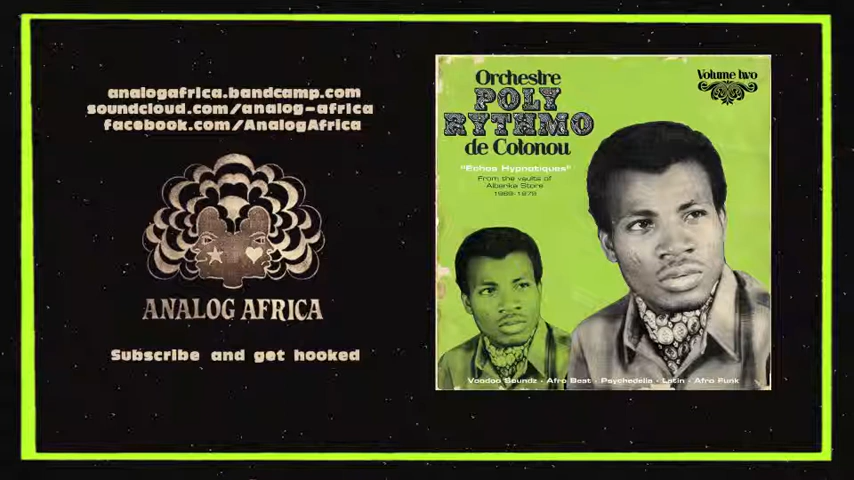 analogafrica.bandcamp.com
soundcloud.com/analog-africa
facebook.com/AnalogAfrica
ANALOG AFRICA
Subscribe and get hooked
Orchestre
POLY
RYTHMO
de Cotonou
"Echos Hypnotiques"
From the vaults of
Albarika Store
1969-1979
Volume two
Voodoo Soundz - Afro Beat - Psychedelia - Latin - Afro Funk